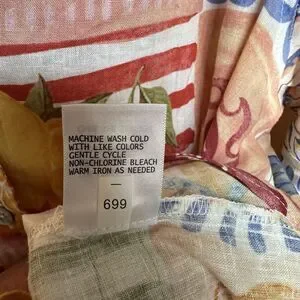 MACHINE WASH COLD
WITH LIKE COLORS
GENTLE CYCLE
NON-CHLORINE BLEACH
WARM IRON AS NEEDED
—
699